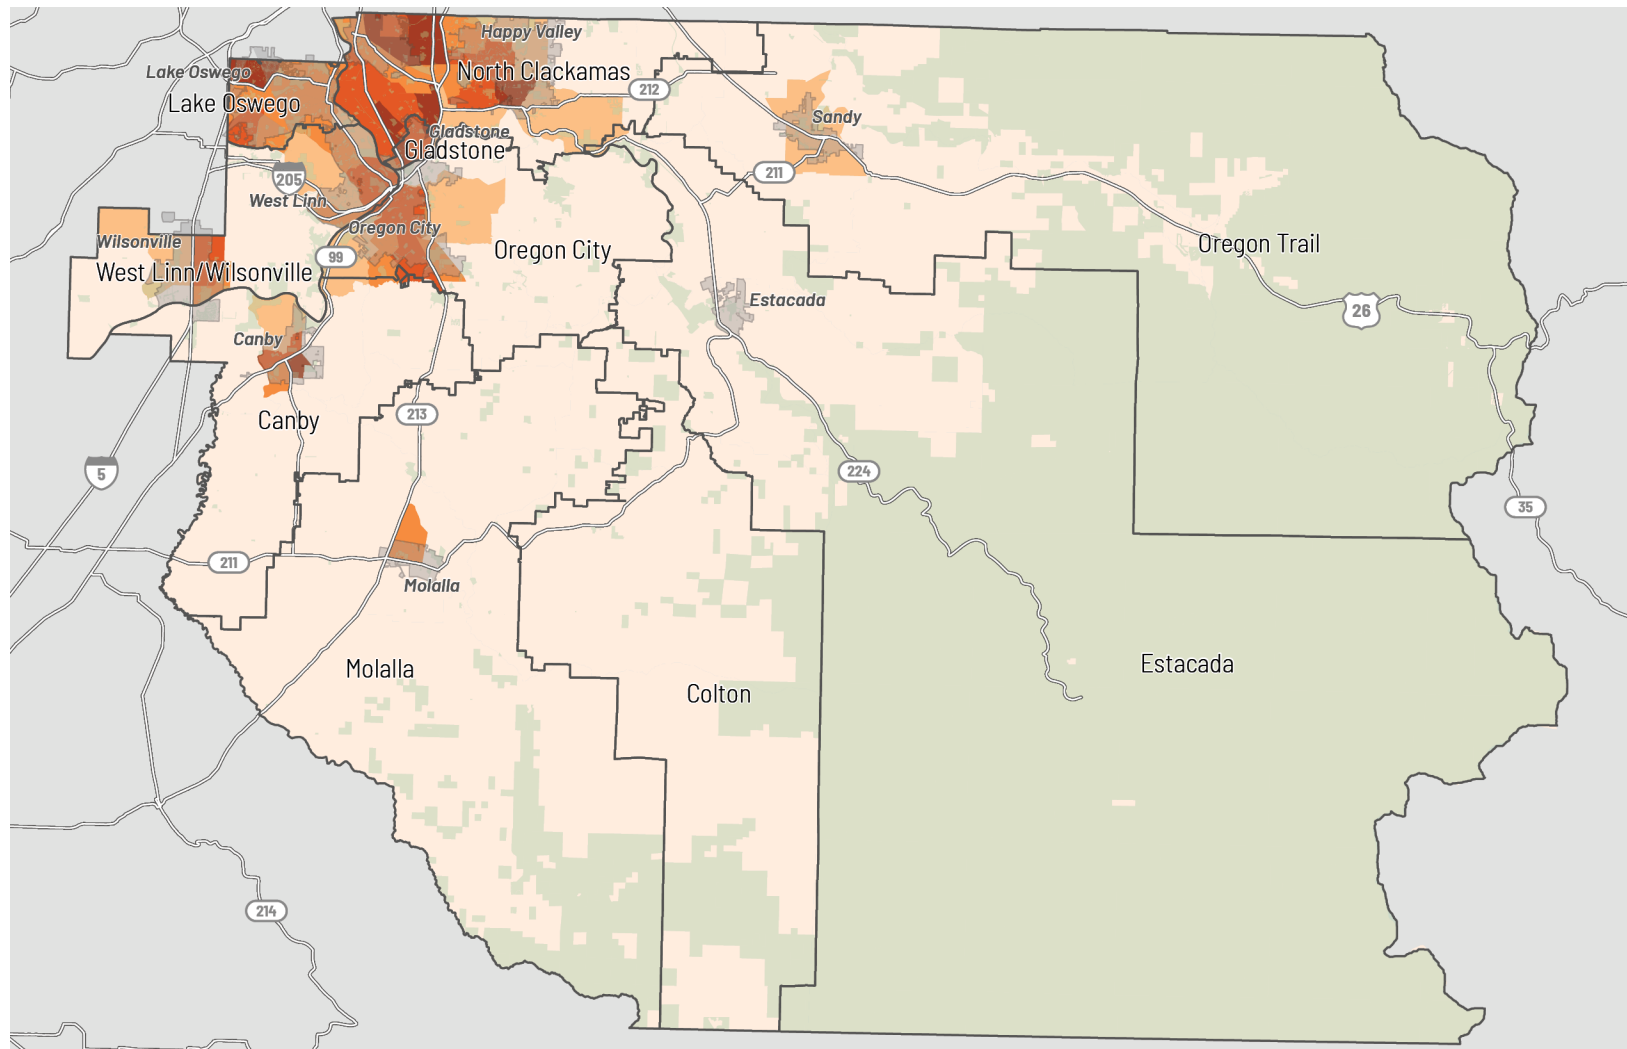 Happy Valley
Lake Oswego
North Clackamas
212
Lake Oswego
Sandy
Gladstone
Gladstone
211
205
West Linn
Oregon City
Wilsonville
Oregon City
Oregon Trail
99
West Linn/Wilsonville
Estacada
26
Canby
213
Canby
5
224
35
211
Molalla
Molalla
Estacada
Colton
214